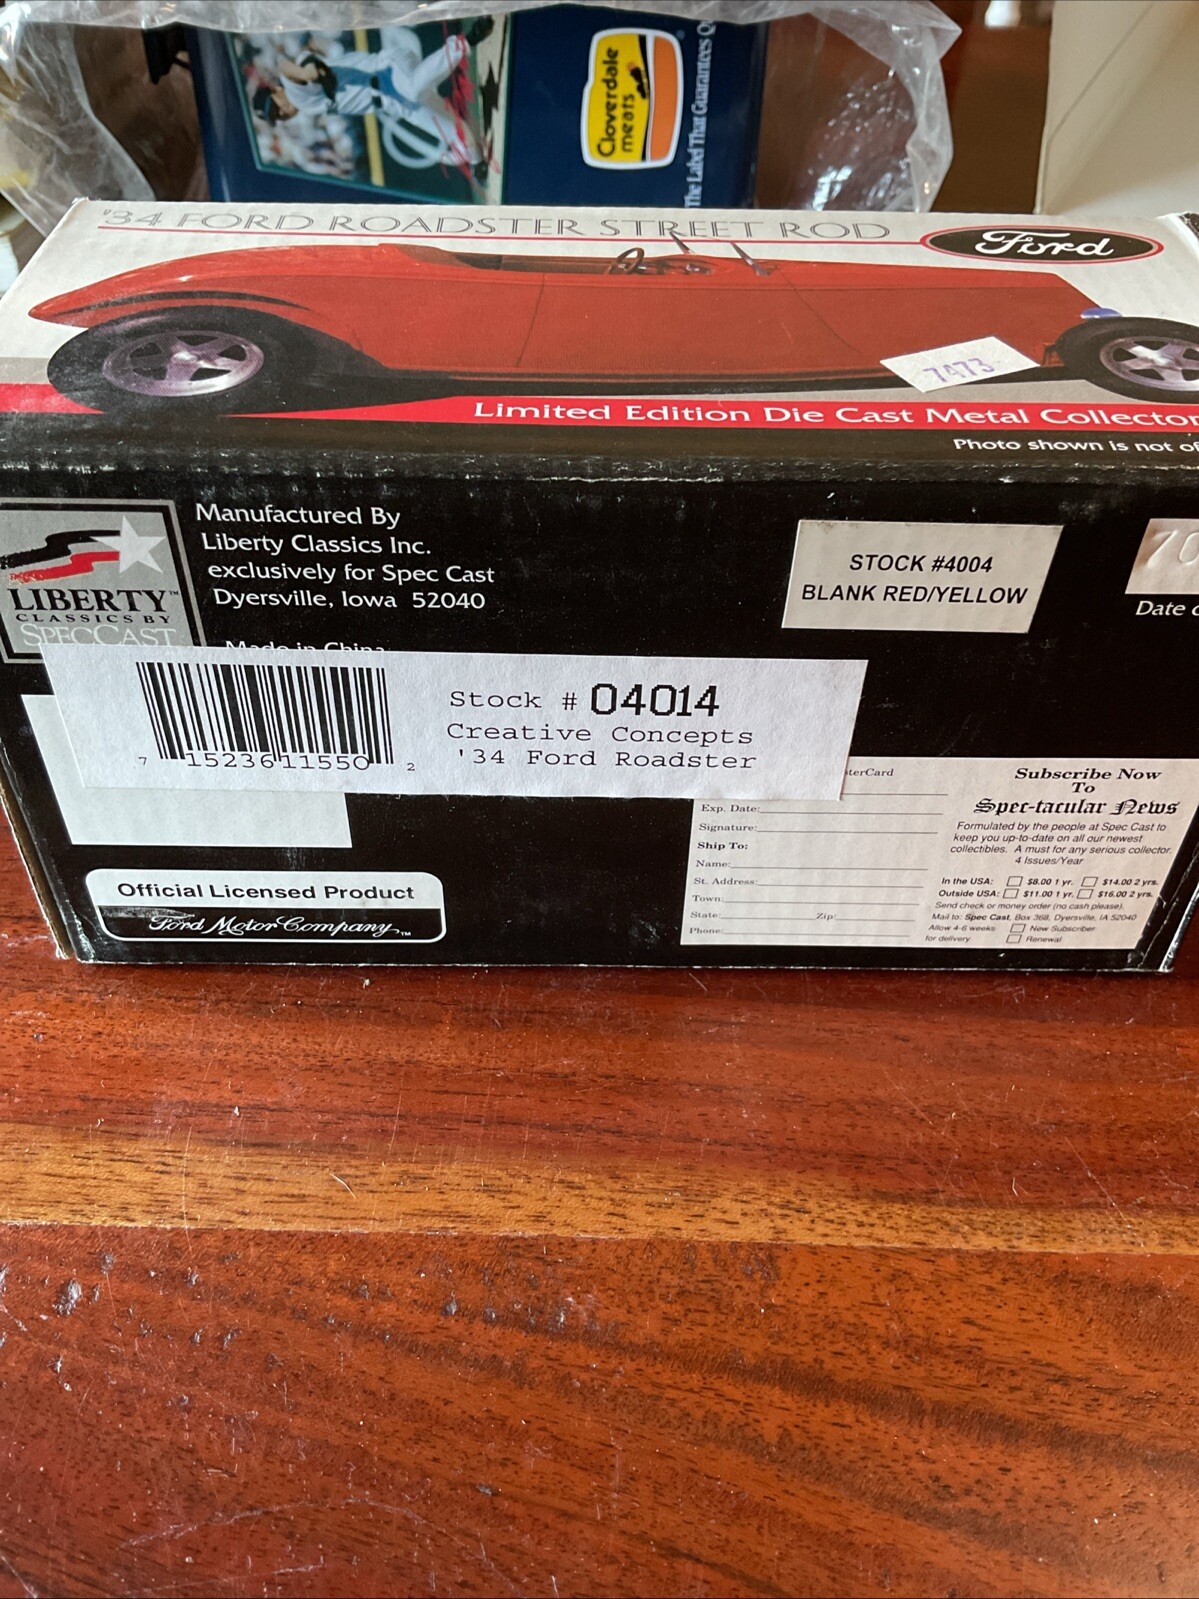 Cloverdale
meats
The Label That Guarantees
'34 FORD ROADSTER STREET ROD
Ford
7473
Limited Edition Die Cast Metal Collector
Photo shown is not of
Manufactured By
Liberty Classics Inc.
exclusively for Spec Cast
Dyersville, Iowa 52040
Made in China
LIBERTY™
CLASSICS BY
SPECCAST
STOCK #4004
BLANK RED/YELLOW
Date
7 15236 11550 2
Stock # 04014
Creative Concepts
'34 Ford Roadster
Official Licensed Product
Ford Motor Company™
Exp. Date:
Signature:
Ship To:
Name:
St. Address:
Town:
State: Zip:
Phone:
Subscribe Now
To
Spec-tacular News
Formulated by the people at Spec Cast to
keep you up-to-date on all our newest
collectibles. A must for any serious collector.
4 Issues/Year
In the USA: $8.00 1 yr. $14.00 2 yrs.
Outside USA: $11.00 1 yr. $16.00 2 yrs.
Send check or money order (no cash please).
Mail to: Spec Cast, Box 368, Dyersville, IA 52040
Allow 4-6 weeks New Subscriber
for delivery Renewal